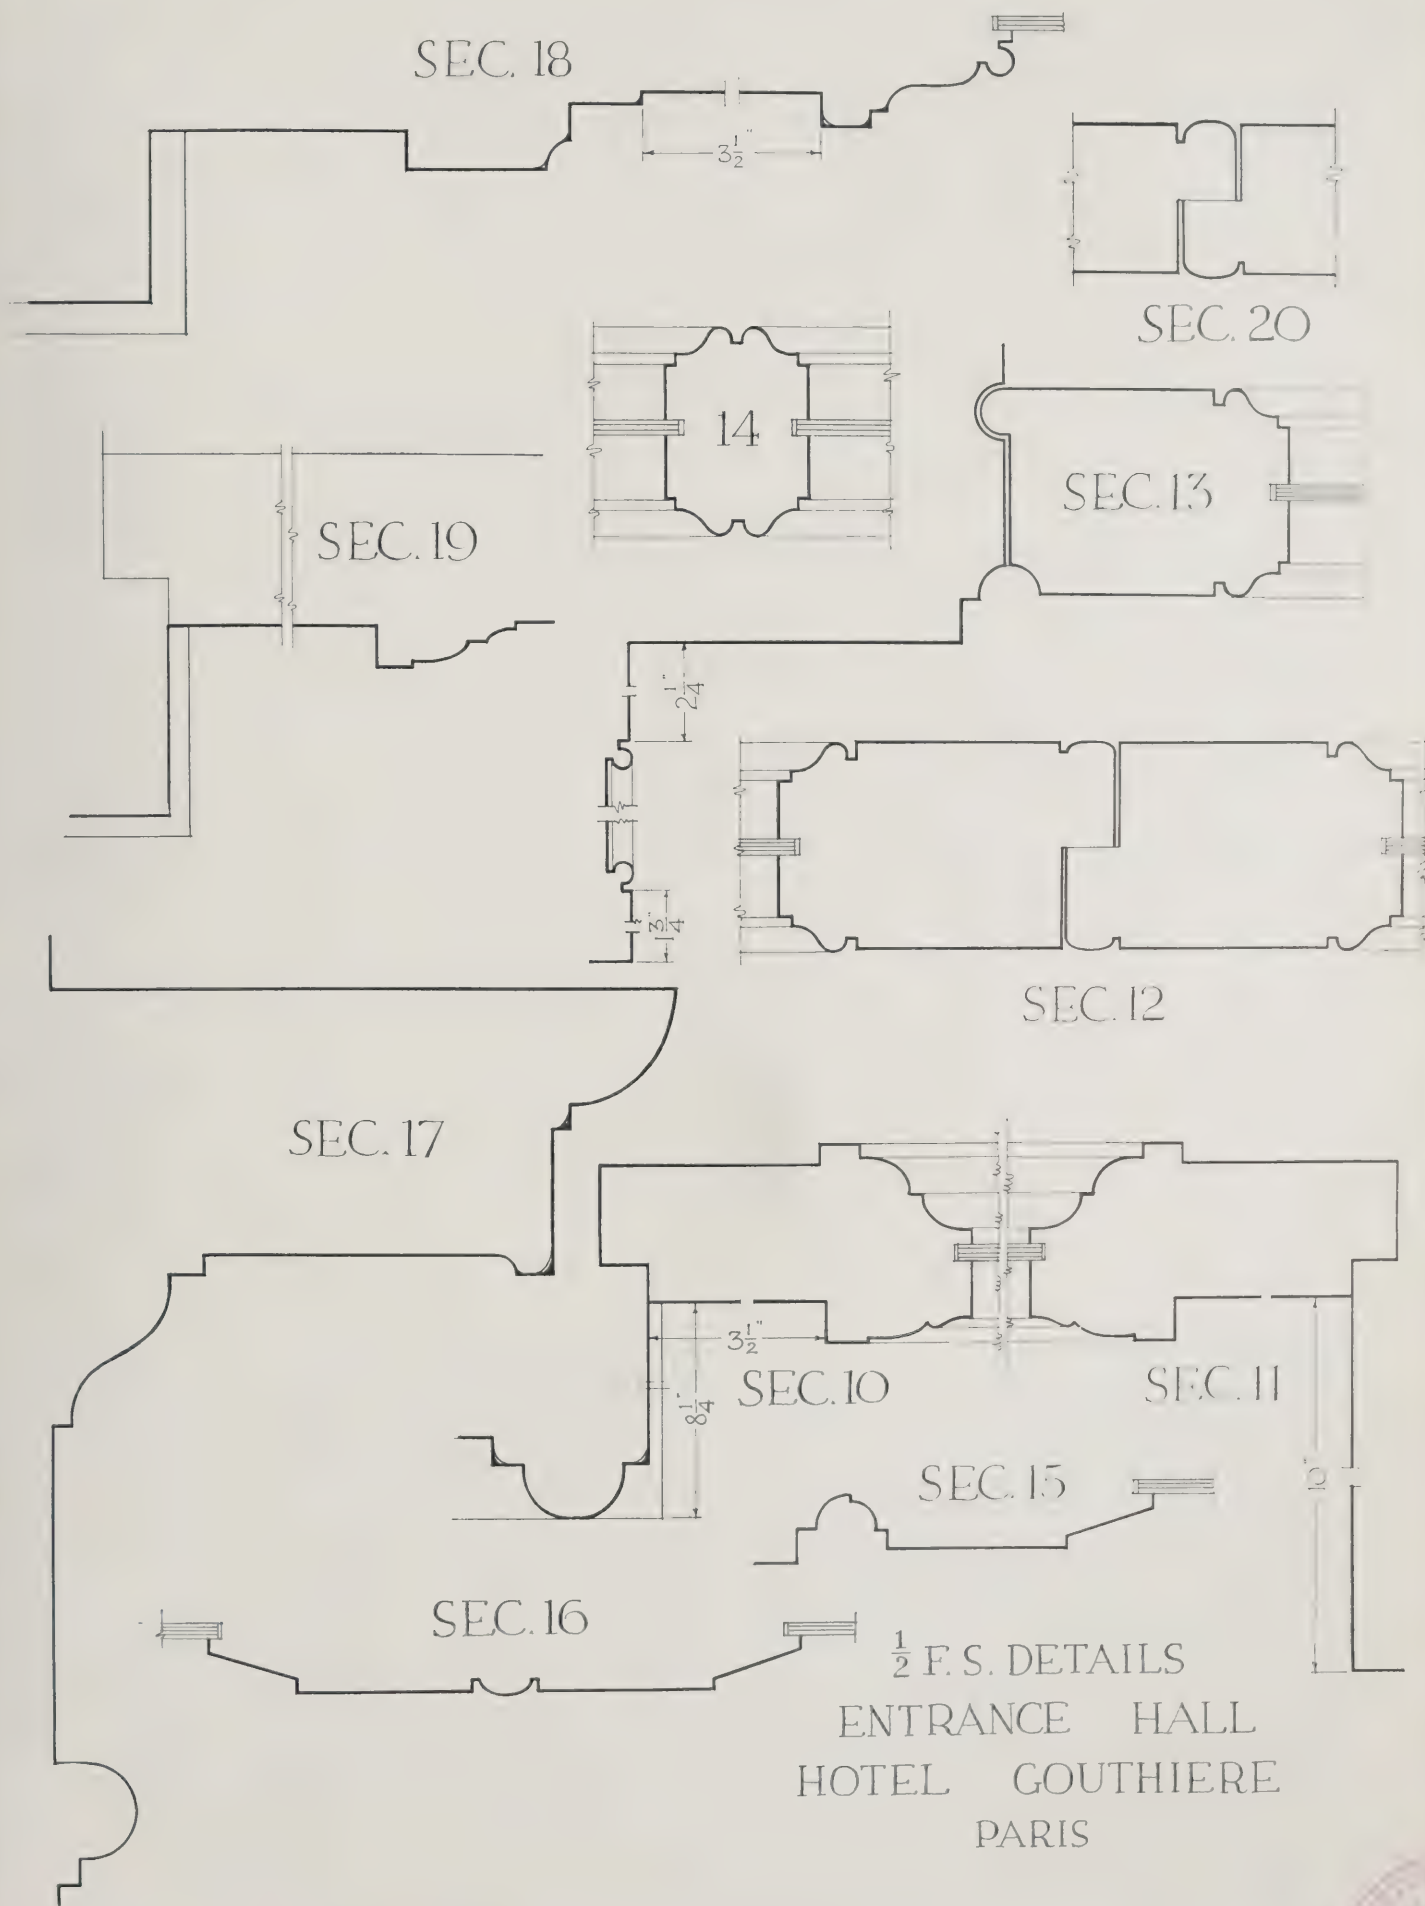 SEC. 18
3 1/2"
SEC. 20
14
SEC. 13
SEC. 19
2 1/4"
1 3/4"
SEC. 12
SEC. 17
3 1/2"
8 1/4"
SEC. 10
SEC. 11
SEC. 15
10"
SEC. 16
1/2 F. S. DETAILS
ENTRANCE HALL
HOTEL GOUTHIERE
PARIS